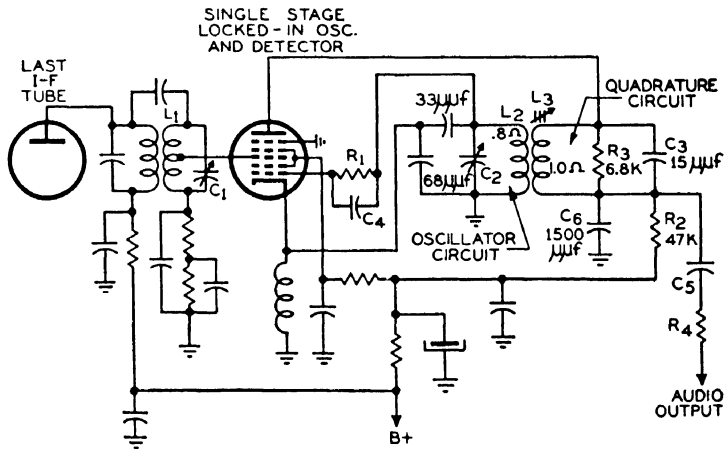 SINGLE STAGE
LOCKED-IN OSC.
AND DETECTOR
LAST
I-F
TUBE
L1
C1
R1
C4
33µµf
68µµf
C2
L2
.8Ω
L3
1.0Ω
QUADRATURE
CIRCUIT
R3
6.8K
C3
15µµf
C6
1500
µµf
R2
47K
OSCILLATOR
CIRCUIT
C5
R4
AUDIO
OUTPUT
B+